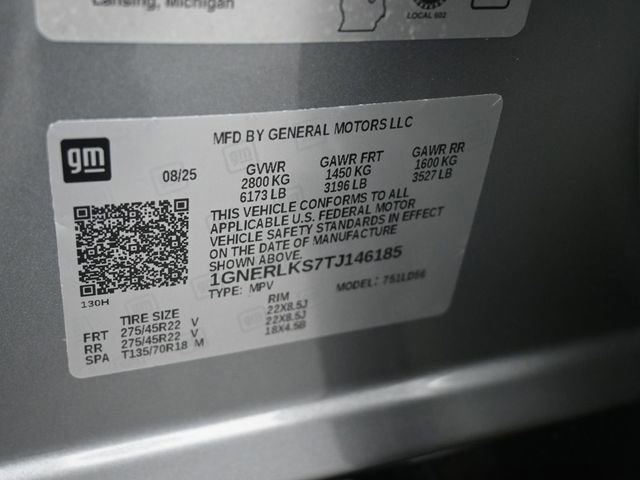 Lansing, Michigan
LOCAL 602
gm
MFD BY GENERAL MOTORS LLC
08/25
GVWR
2800 KG
6173 LB
GAWR FRT
1450 KG
3196 LB
GAWR RR
1600 KG
3527 LB
THIS VEHICLE CONFORMS TO ALL
APPLICABLE U.S. FEDERAL MOTOR
VEHICLE SAFETY STANDARDS IN EFFECT
ON THE DATE OF MANUFACTURE
SHOWN ABOVE.
1GNERLKS7TJ146185
TYPE: MPV MODEL: 751LD56
130H
TIRE SIZE RIM
FRT 275/45R22 V 22X8.5J
RR 275/45R22 V 22X8.5J
SPA T135/70R18 M 18X4.5B